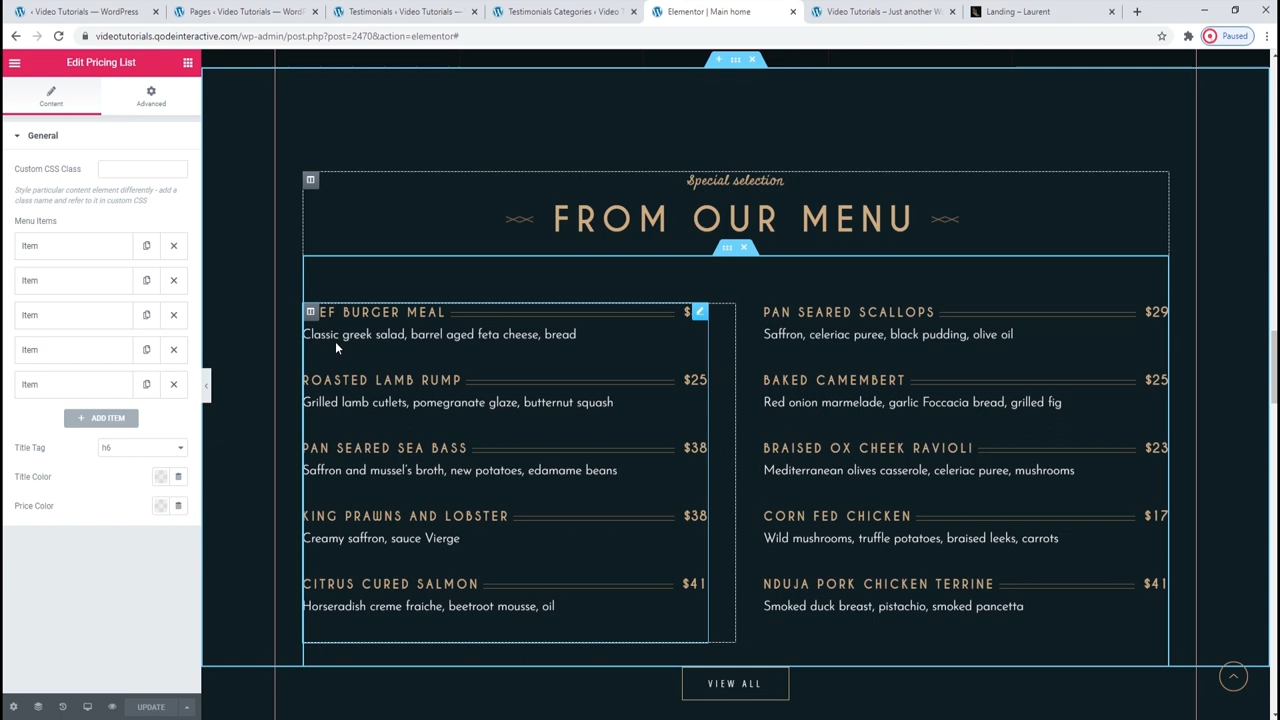 ‹ Video Tutorials — WordPress
Pages ‹ Video Tutorials — WordP
Testimonials ‹ Video Tutorials —
Testimonials Categories ‹ Video T
Elementor | Main home
Video Tutorials – Just another W
Landing – Laurent
videotutorials.qodeinteractive.com/wp-admin/post.php?post=2470&action=elementor#
Paused
Edit Pricing List
Content
Advanced
General
Custom CSS Class
Style particular content element differently - add a
class name and refer to it in custom CSS
Menu Items
Item
Item
Item
Item
Item
ADD ITEM
Title Tag
h6
Title Color
Price Color
UPDATE
Special selection
FROM OUR MENU
EF BURGER MEAL $
Classic greek salad, barrel aged feta cheese, bread
ROASTED LAMB RUMP $25
Grilled lamb cutlets, pomegranate glaze, butternut squash
PAN SEARED SEA BASS $38
Saffron and mussel's broth, new potatoes, edamame beans
KING PRAWNS AND LOBSTER $38
Creamy saffron, sauce Vierge
CITRUS CURED SALMON $41
Horseradish creme fraiche, beetroot mousse, oil
PAN SEARED SCALLOPS $29
Saffron, celeriac puree, black pudding, olive oil
BAKED CAMEMBERT $25
Red onion marmelade, garlic Foccacia bread, grilled fig
BRAISED OX CHEEK RAVIOLI $23
Mediterranean olives casserole, celeriac puree, mushrooms
CORN FED CHICKEN $17
Wild mushrooms, truffle potatoes, braised leeks, carrots
NDUJA PORK CHICKEN TERRINE $41
Smoked duck breast, pistachio, smoked pancetta
VIEW ALL